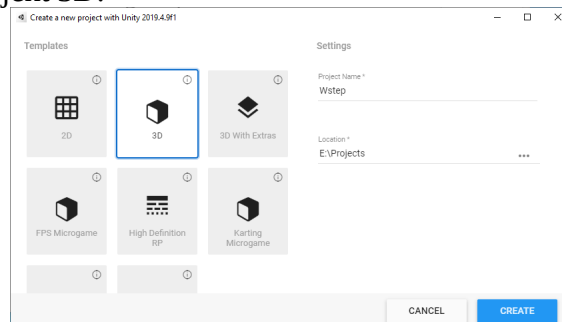 Create a new project with Unity 2019.4.9f1
Templates
Settings
2D
3D
3D With Extras
FPS Microgame
High Definition
RP
Karting
Microgame
Project Name *
Wstep
Location *
E:\Projects
CANCEL
CREATE